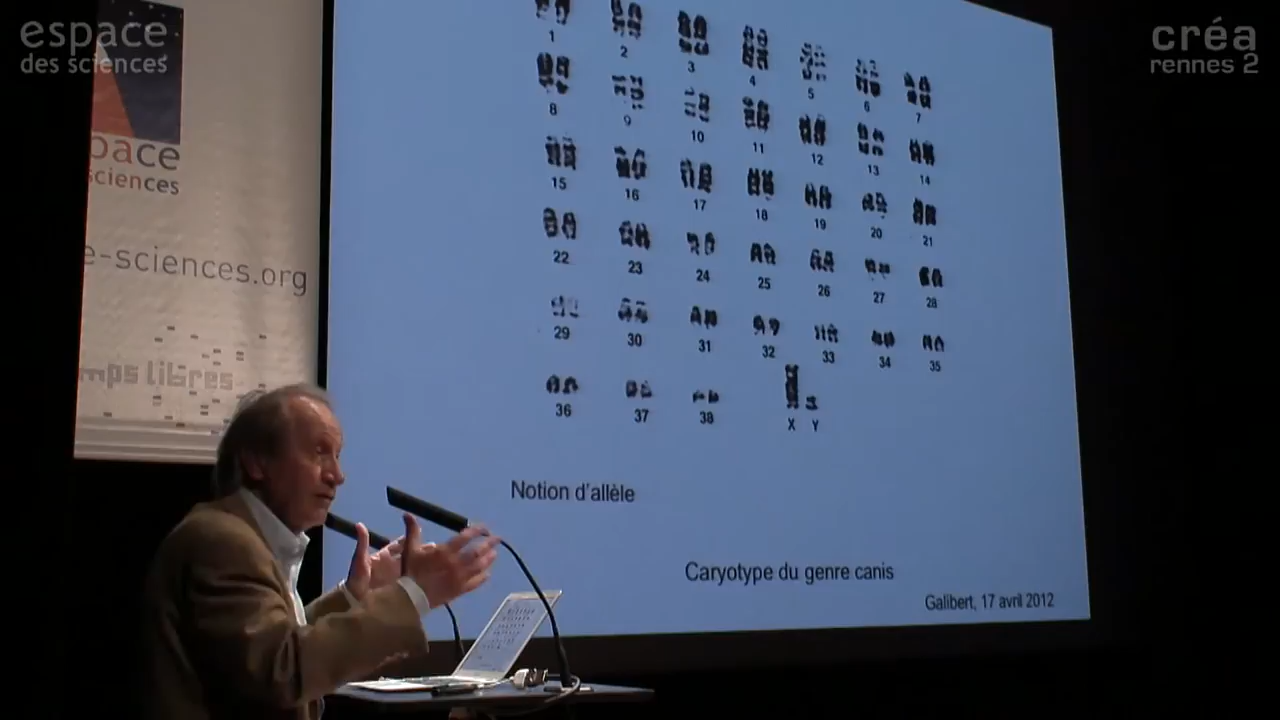 espace
des sciences
créa
rennes 2
pace
sciences
e-sciences.org
mps libres
1 2 3 4 5 6 7
8 9 10 11 12 13 14
15 16 17 18 19 20 21
22 23 24 25 26 27 28
29 30 31 32 33 34 35
36 37 38 X Y
Notion d'allèle
Caryotype du genre canis
Galibert, 17 avril 2012